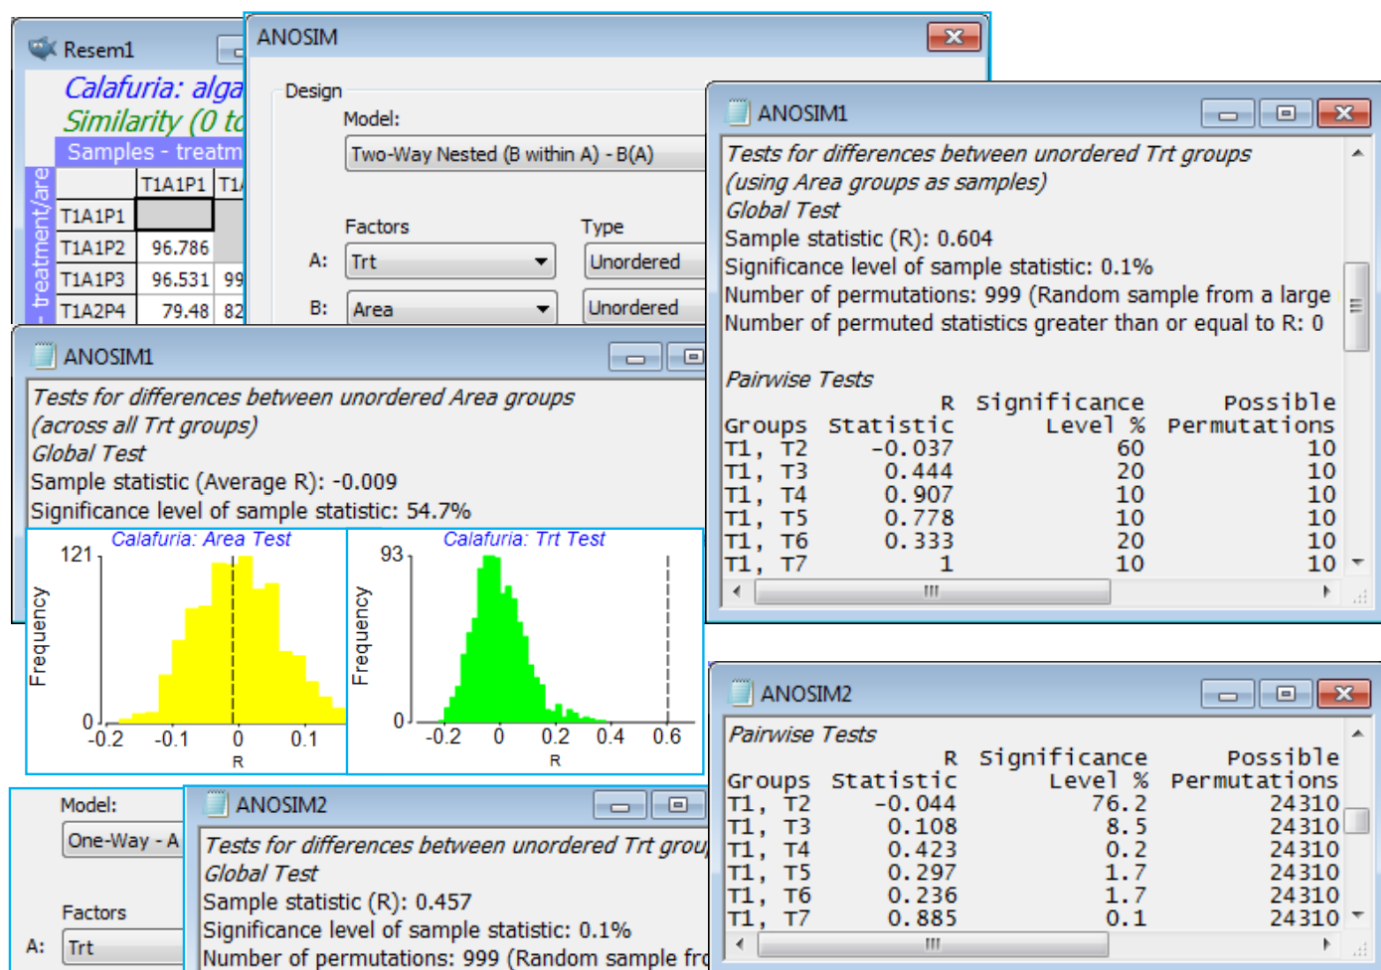 Resem1
Calafuria: alga
Similarity (0 to
Samples - treatm
treatment/are
T1A1P1 T1A
T1A1P1
T1A1P2 96.786
T1A1P3 96.531 99
T1A2P4 79.48 82
ANOSIM
Design
Model:
Two-Way Nested (B within A) - B(A)
Factors Type
A: Trt Unordered
B: Area Unordered
ANOSIM1
Tests for differences between unordered Trt groups
(using Area groups as samples)
Global Test
Sample statistic (R): 0.604
Significance level of sample statistic: 0.1%
Number of permutations: 999 (Random sample from a large
Number of permuted statistics greater than or equal to R: 0
Pairwise Tests
R Significance Possible
Groups Statistic Level % Permutations
T1, T2 -0.037 60 10
T1, T3 0.444 20 10
T1, T4 0.907 10 10
T1, T5 0.778 10 10
T1, T6 0.333 20 10
T1, T7 1 10 10
ANOSIM1
Tests for differences between unordered Area groups
(across all Trt groups)
Global Test
Sample statistic (Average R): -0.009
Significance level of sample statistic: 54.7%
Calafuria: Area Test
121
Frequency
0
-0.2 -0.1 0 0.1
R
Calafuria: Trt Test
93
Frequency
0
-0.2 0 0.2 0.4 0.6
R
Model:
One-Way - A
Factors
A: Trt
ANOSIM2
Tests for differences between unordered Trt grou
Global Test
Sample statistic (R): 0.457
Significance level of sample statistic: 0.1%
Number of permutations: 999 (Random sample fro
ANOSIM2
Pairwise Tests
R Significance Possible
Groups Statistic Level % Permutations
T1, T2 -0.044 76.2 24310
T1, T3 0.108 8.5 24310
T1, T4 0.423 0.2 24310
T1, T5 0.297 1.7 24310
T1, T6 0.236 1.7 24310
T1, T7 0.885 0.1 24310